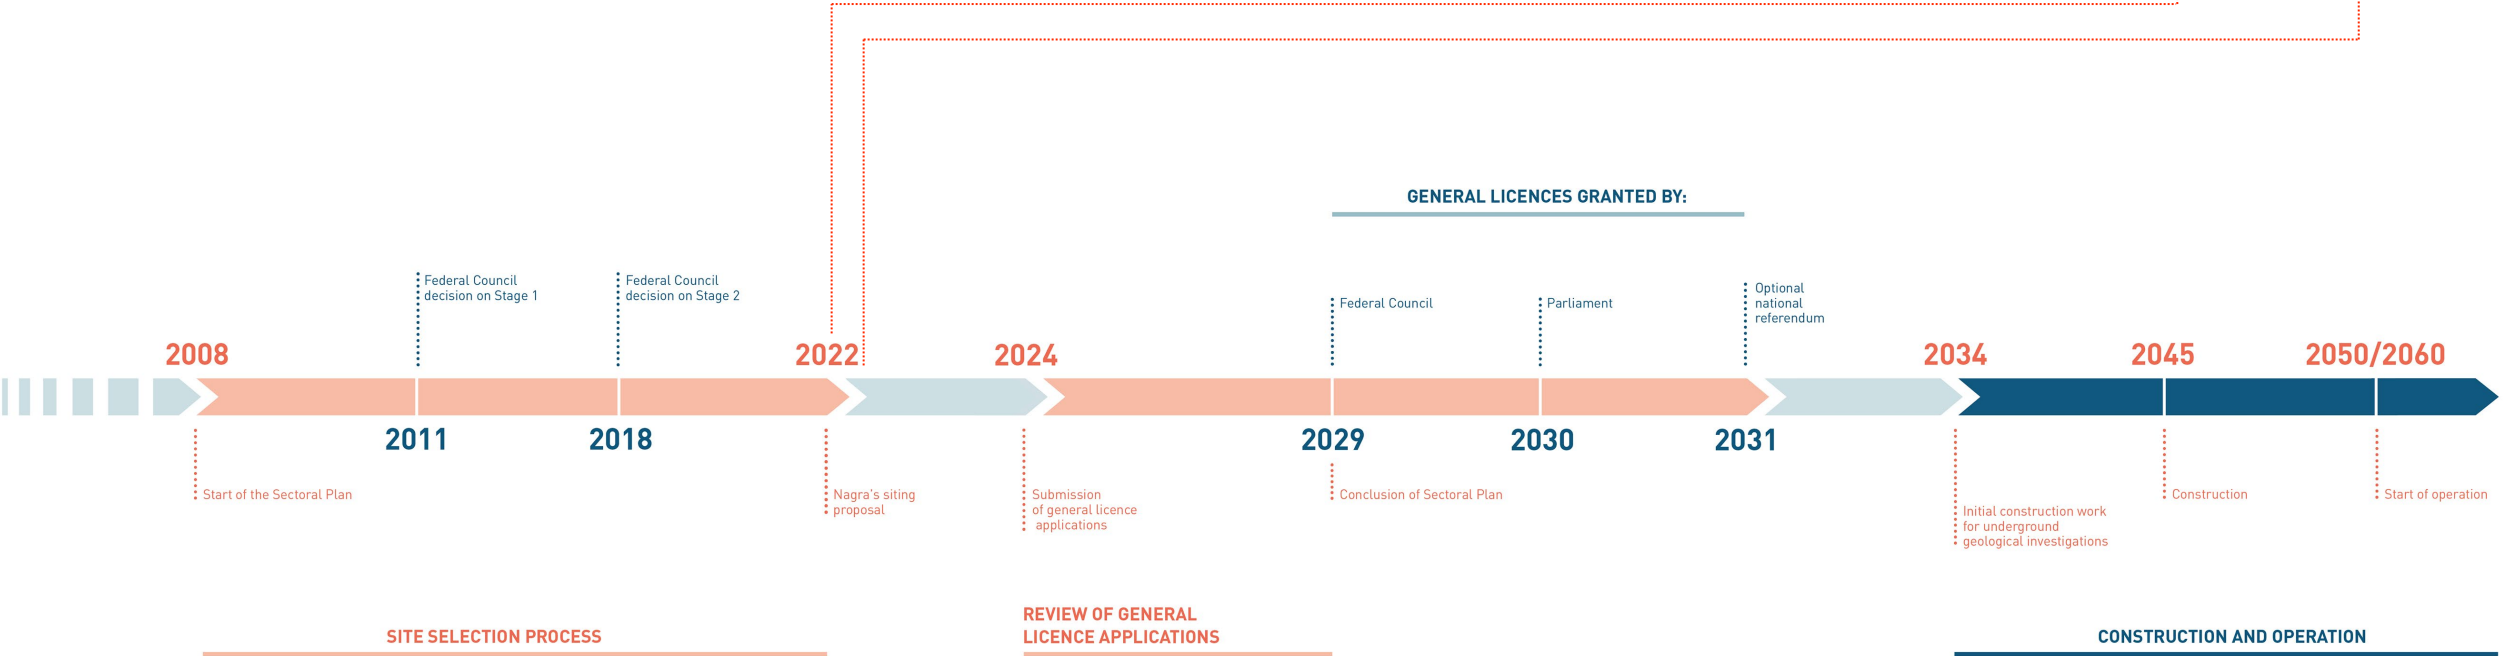 GENERAL LICENCES GRANTED BY:
Federal Council
decision on Stage 1
Federal Council
decision on Stage 2
Federal Council
Parliament
Optional
national
referendum
2008
2022
2024
2034
2045
2050/2060
2011
2018
2029
2030
2031
Start of the Sectoral Plan
Nagra's siting
proposal
Submission
of general licence
applications
Conclusion of Sectoral Plan
Initial construction work
for underground
geological investigations
Construction
Start of operation
SITE SELECTION PROCESS
REVIEW OF GENERAL
LICENCE APPLICATIONS
CONSTRUCTION AND OPERATION